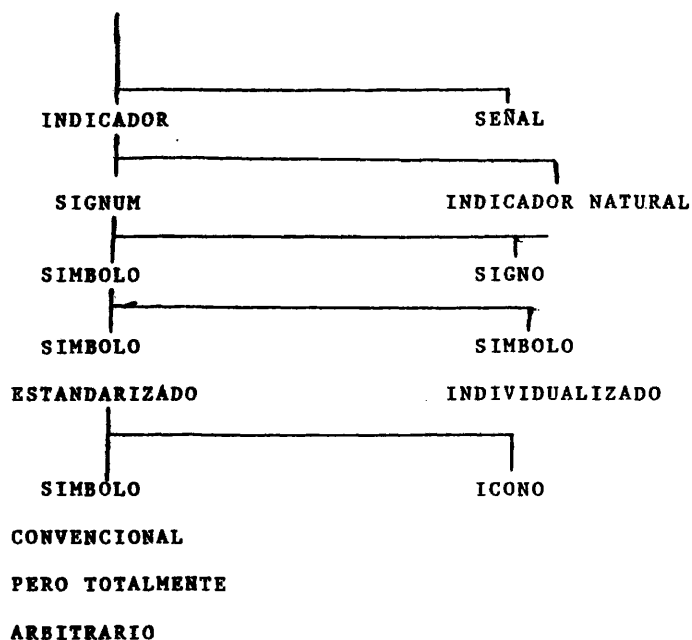 INDICADOR SEÑAL
SIGNUM INDICADOR NATURAL
SIMBOLO SIGNO
SIMBOLO SIMBOLO
ESTANDARIZADO INDIVIDUALIZADO
SIMBOLO ICONO
CONVENCIONAL
PERO TOTALMENTE
ARBITRARIO